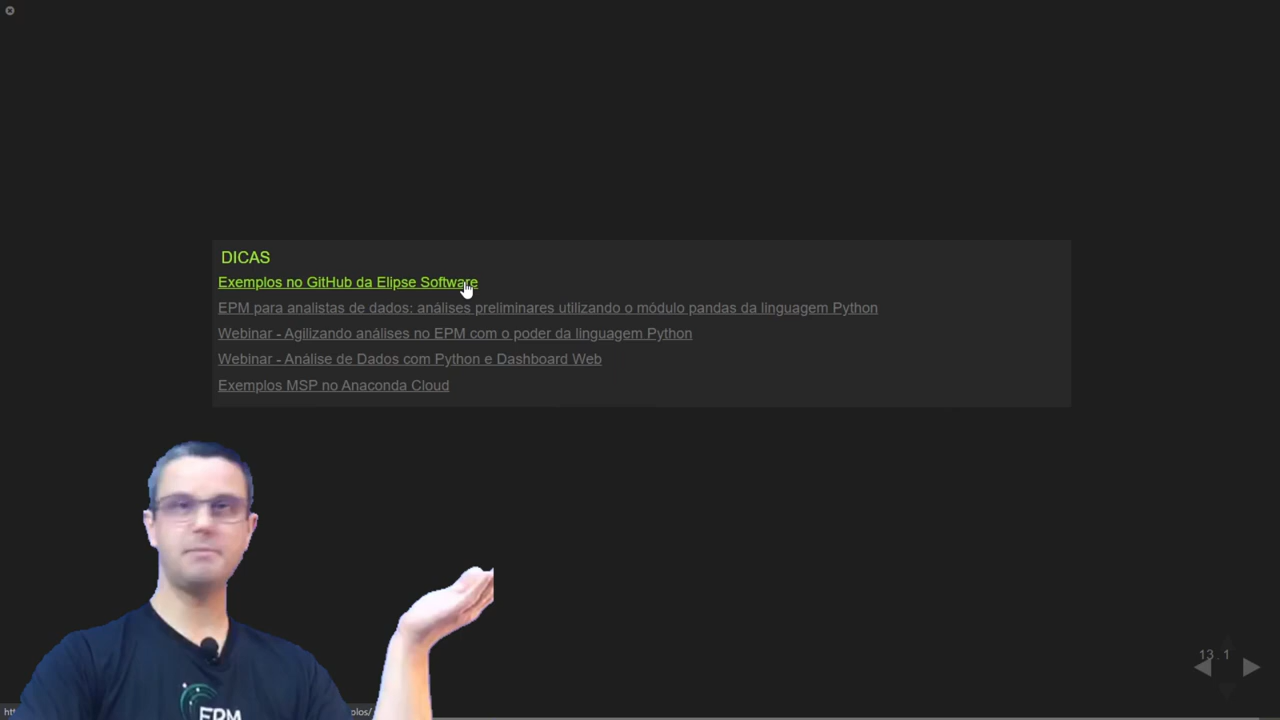 DICAS
Exemplos no GitHub da Elipse Software
EPM para analistas de dados: análises preliminares utilizando o módulo pandas da linguagem Python
Webinar - Agilizando análises no EPM com o poder da linguagem Python
Webinar - Análise de Dados com Python e Dashboard Web
Exemplos MSP no Anaconda Cloud
13.1
EPM